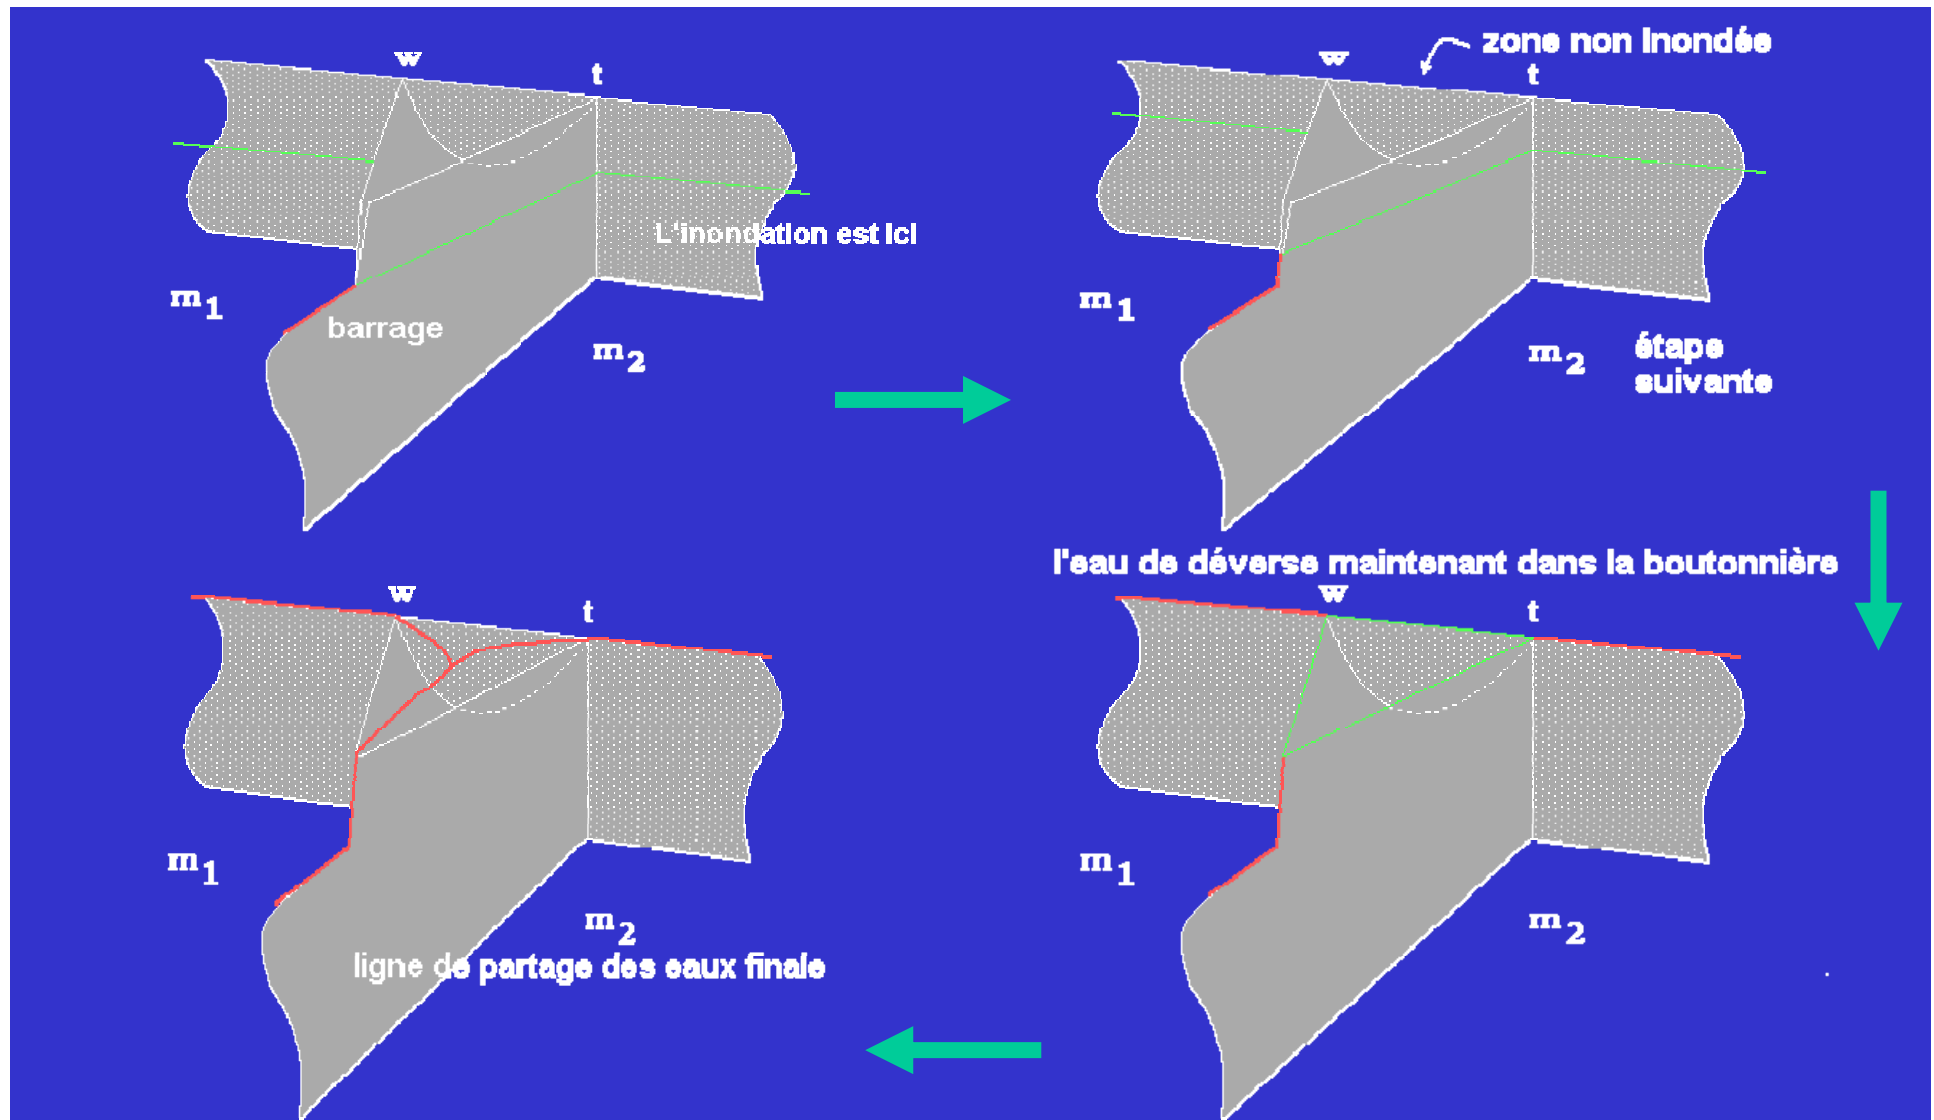 w
t
L'inondation est ici
m1
barrage
m2
zone non inondée
w
t
m1
m2
étape
suivante
l'eau de déverse maintenant dans la boutonnière
w
t
m1
m2
w
t
m1
m2
ligne de partage des eaux finale